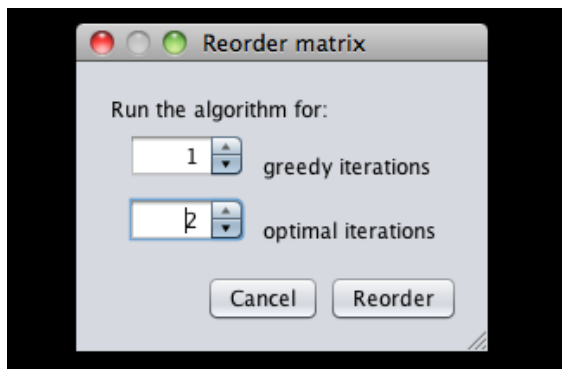 Reorder matrix
Run the algorithm for:
1 greedy iterations
2 optimal iterations
Cancel Reorder